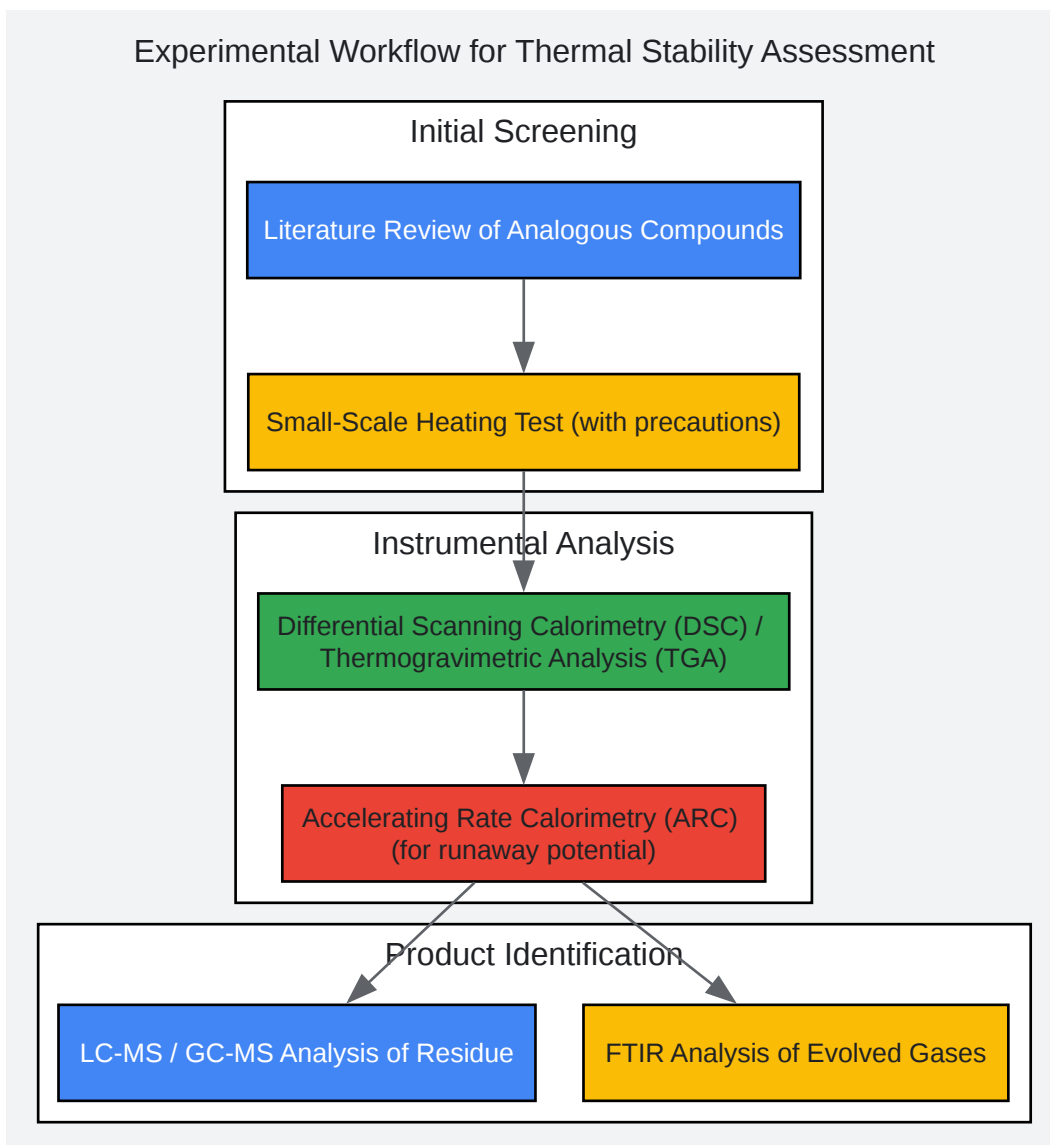 Experimental Workflow for Thermal Stability Assessment
Initial Screening
Literature Review of Analogous Compounds
Small-Scale Heating Test (with precautions)
Instrumental Analysis
Differential Scanning Calorimetry (DSC) /
Thermogravimetric Analysis (TGA)
Accelerating Rate Calorimetry (ARC)
(for runaway potential)
Product Identification
LC-MS / GC-MS Analysis of Residue
FTIR Analysis of Evolved Gases